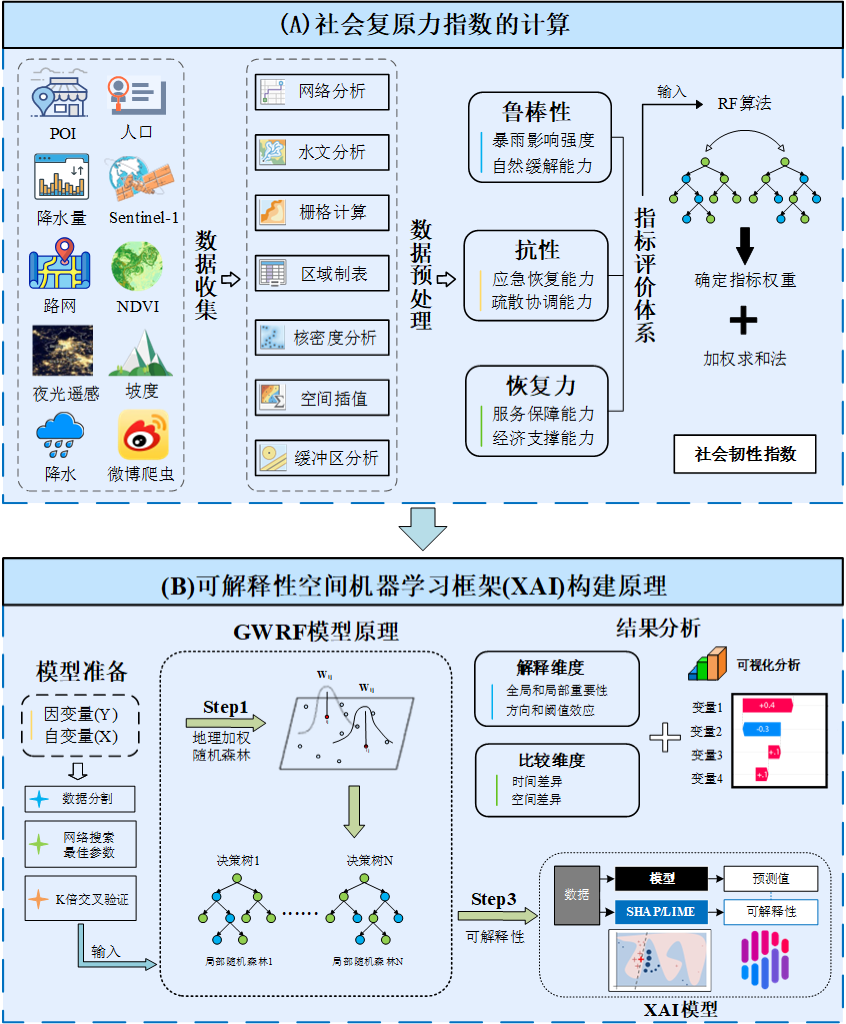 (A)社会复原力指数的计算
POI
人口
降水量
Sentinel-1
路网
NDVI
夜光遥感
坡度
降水
微博爬虫
数据收集
网络分析
水文分析
栅格计算
区域制表
核密度分析
空间插值
缓冲区分析
数据预处理
鲁棒性
暴雨影响强度
自然缓解能力
抗性
应急恢复能力
疏散协调能力
恢复力
服务保障能力
经济支撑能力
指标评价体系
输入
RF算法
确定指标权重
加权求和法
社会韧性指数
(B)可解释性空间机器学习框架(XAI)构建原理
模型准备
因变量(Y)
自变量(X)
数据分割
网络搜索
最佳参数
K倍交叉验证
输入
GWRF模型原理
Step1
地理加权
随机森林
Wij
Wij
i
i
决策树1
决策树N
······
局部随机森林1
局部随机森林N
Step3
可解释性
结果分析
解释维度
全局和局部重要性
方向和阈值效应
比较维度
时间差异
空间差异
可视化分析
变量1
+0.4
变量2
-0.3
变量3
+.1
变量4
+.1
数据
模型
预测值
SHAP/LIME
可解释性
XAI模型